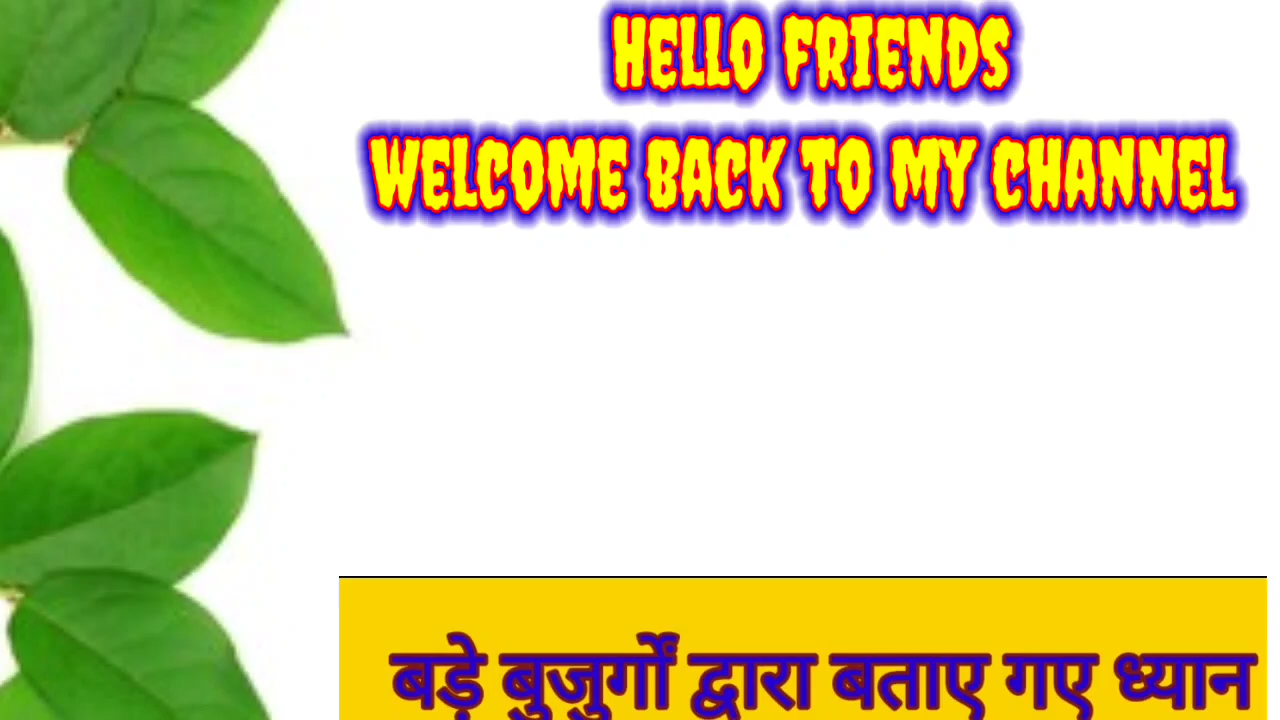 HELLO FRIENDS
WELCOME BACK TO MY CHANNEL
बड़े बुजुर्गों द्वारा बताए गए ध्यान